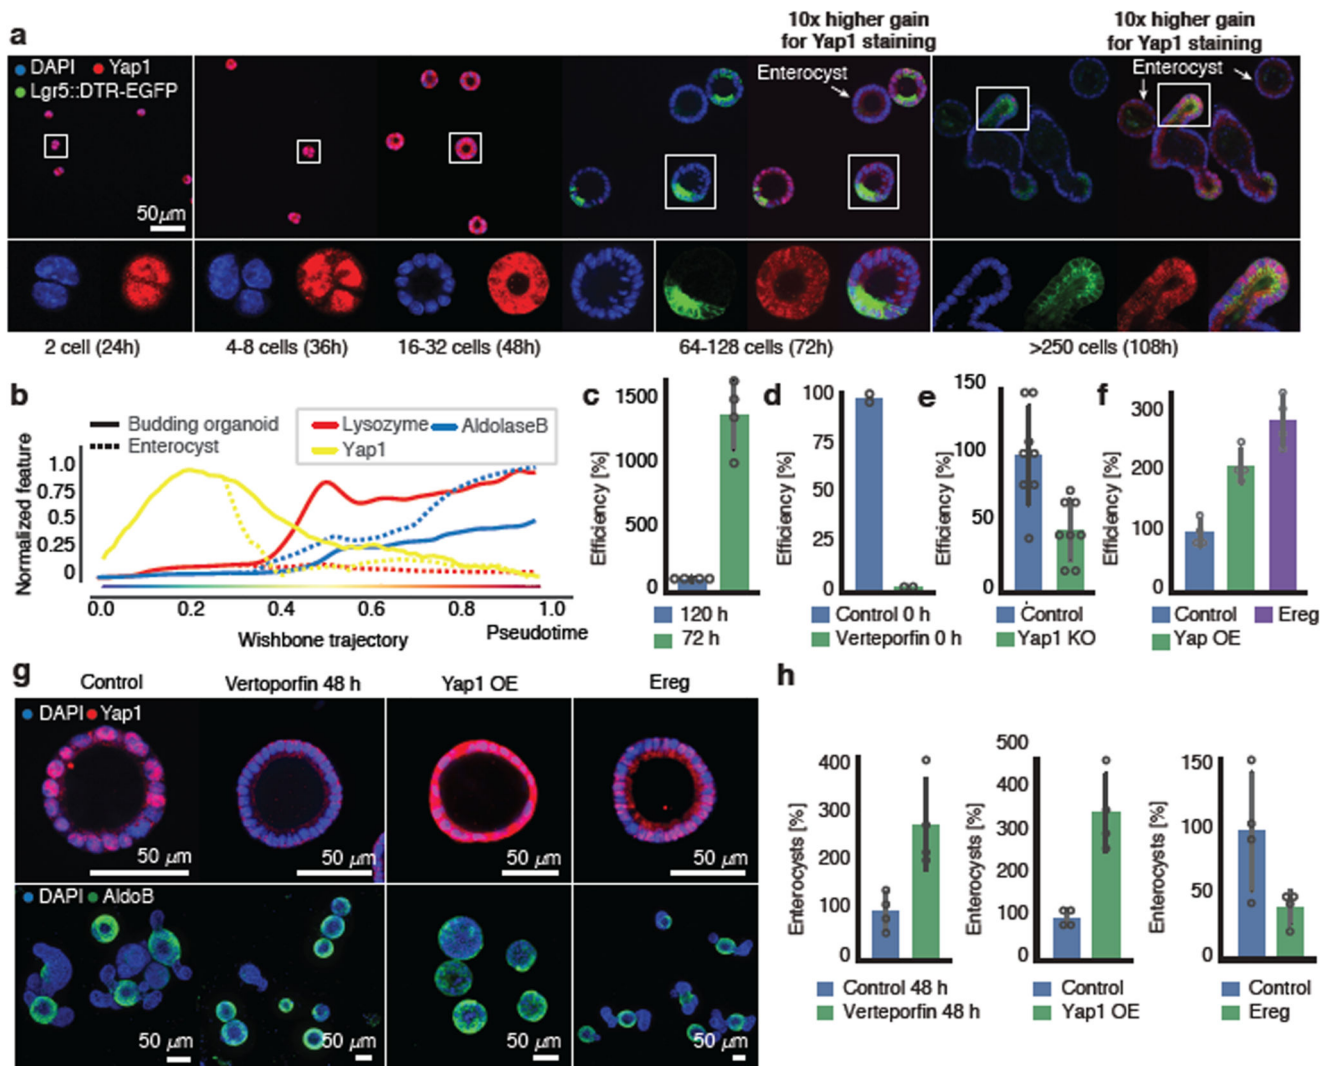 a
10x higher gain
for Yap1 staining
10x higher gain
for Yap1 staining
DAPI Yap1
Lgr5::DTR-EGFP
Enterocyst
Enterocyst
50µm
2 cell (24h)
4-8 cells (36h)
16-32 cells (48h)
64-128 cells (72h)
>250 cells (108h)
b
Budding organoid
Enterocyst
Lysozyme
AldolaseB
Yap1
Normalized feature
1.0
0.75
0.5
0.25
0
0.0
0.2
0.4
0.6
0.8
1.0
Wishbone trajectory
Pseudotime
c
Efficiency [%]
1500
1000
500
0
120 h
72 h
d
Efficiency [%]
100
75
50
25
0
Control 0 h
Verteporfin 0 h
e
Efficiency [%]
150
100
50
0
Control
Yap1 KO
f
Efficiency [%]
300
200
100
0
Control
Ereg
Yap OE
g
Control
Vertoporfin 48 h
Yap1 OE
Ereg
DAPI Yap1
50 µm
50 µm
50 µm
50 µm
DAPI AldoB
50 µm
50 µm
50 µm
50 µm
h
Enterocysts [%]
400
300
200
100
0
Control 48 h
Verteporfin 48 h
Enterocysts [%]
500
400
300
200
100
0
Control
Yap1 OE
Enterocysts [%]
150
100
50
0
Control
Ereg